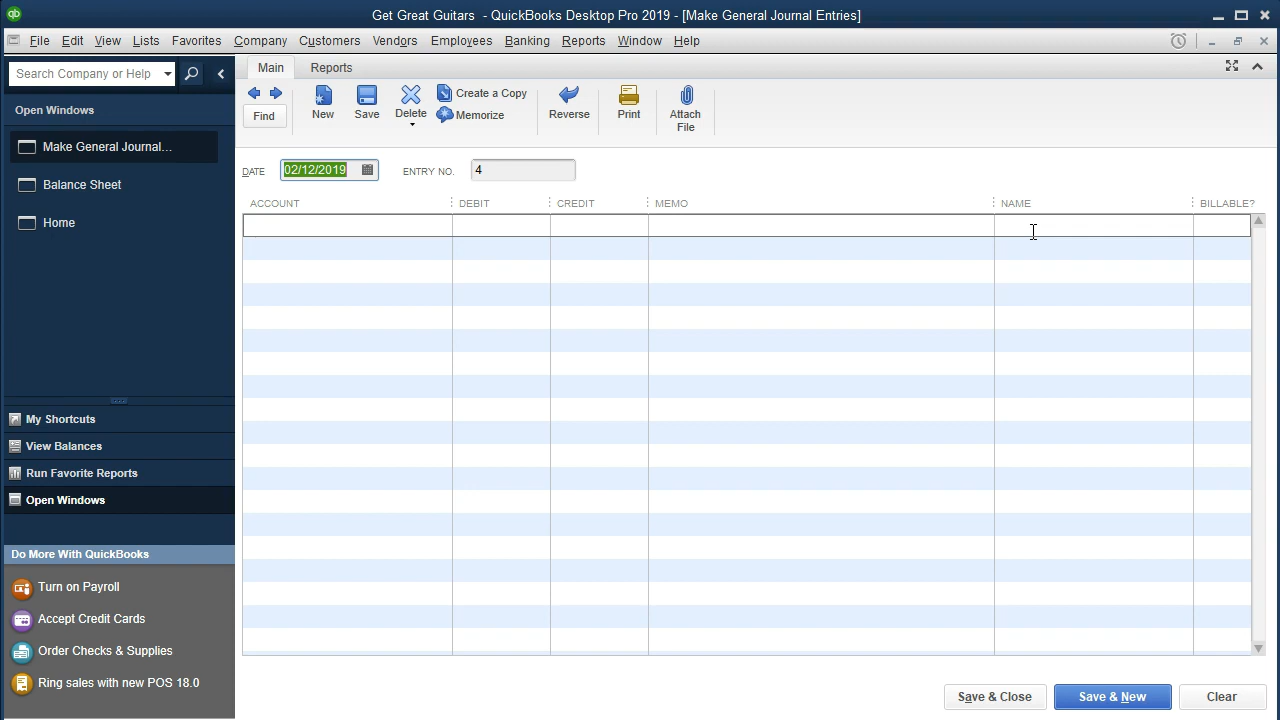 Get Great Guitars - QuickBooks Desktop Pro 2019 - [Make General Journal Entries]
File Edit View Lists Favorites Company Customers Vendors Employees Banking Reports Window Help
Search Company or Help
Main Reports
Find
New
Save
Delete
Create a Copy
Memorize
Reverse
Print
Attach
File
Open Windows
Make General Journal...
Balance Sheet
Home
DATE 02/12/2019 ENTRY NO. 4
ACCOUNT DEBIT CREDIT MEMO NAME BILLABLE?
My Shortcuts
View Balances
Run Favorite Reports
Open Windows
Do More With QuickBooks
Turn on Payroll
Accept Credit Cards
Order Checks & Supplies
Ring sales with new POS 18.0
Save & Close Save & New Clear